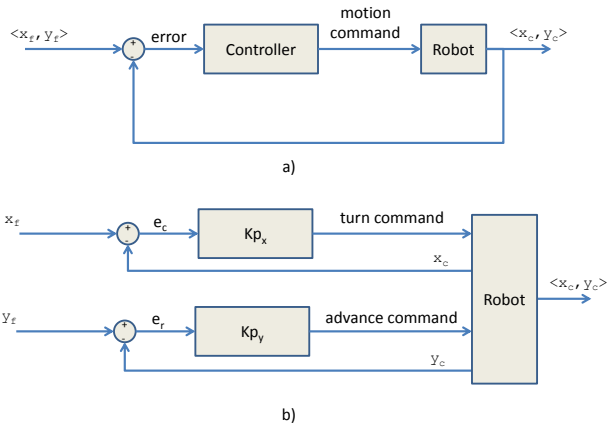 <x_f, y_f>
+
-
error
Controller
motion
command
Robot
<x_c, y_c>
a)
x_f
+
-
e_c
Kp_x
turn command
x_c
y_f
+
-
e_r
Kp_y
advance command
y_c
Robot
<x_c, y_c>
b)